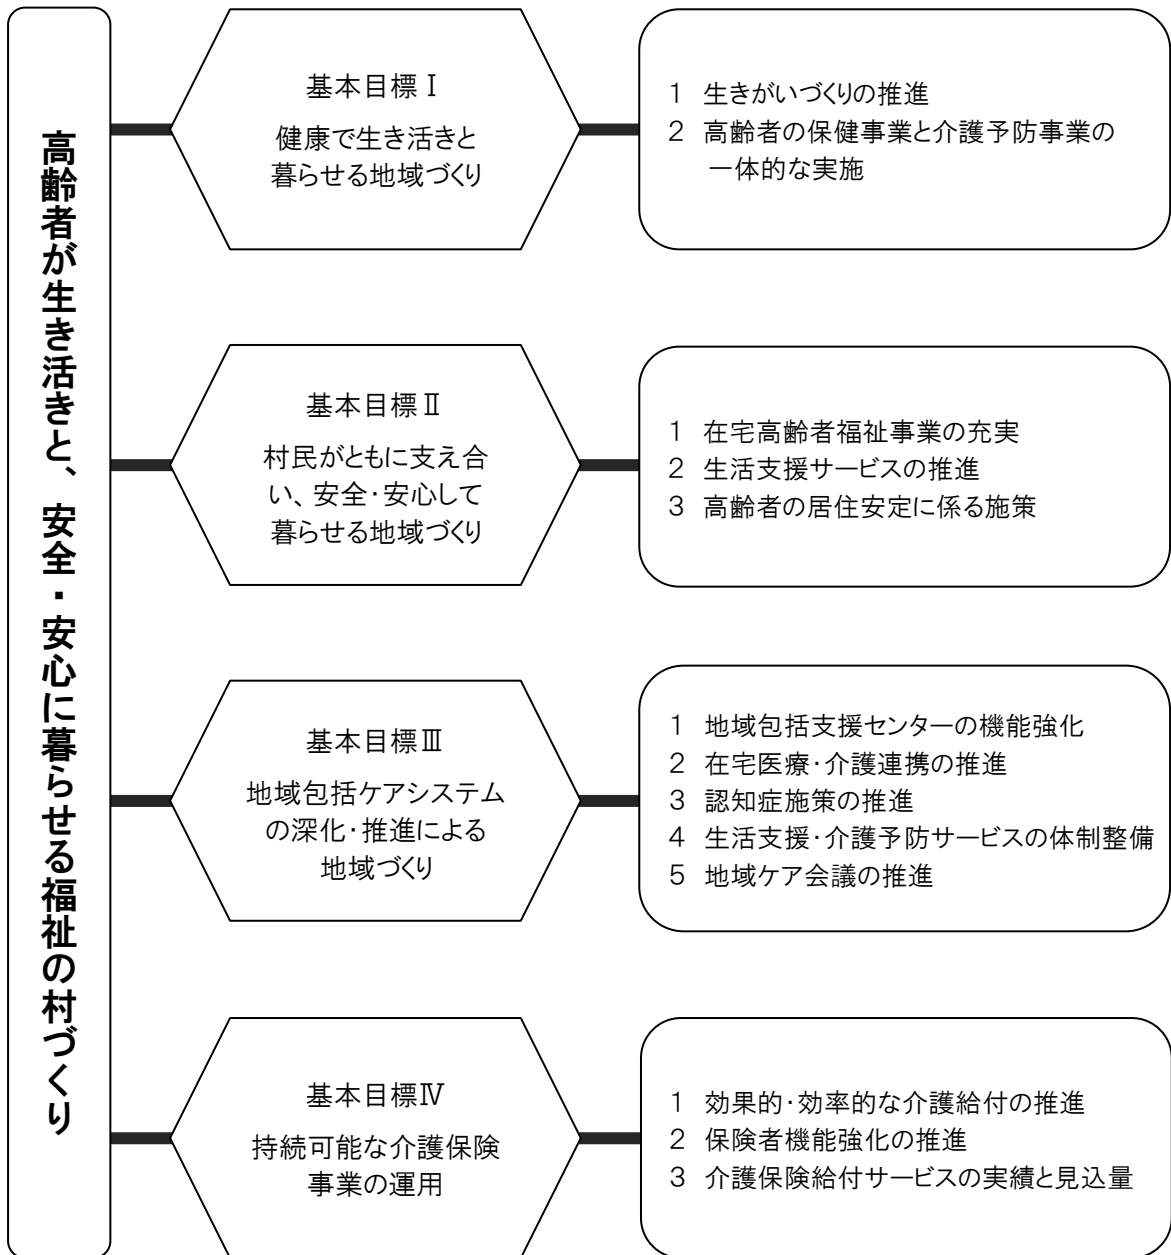 高齢者が生き活きと、安全・安心に暮らせる福祉の村づくり
基本目標Ⅰ
健康で生き活きと
暮らせる地域づくり
1 生きがいづくりの推進
2 高齢者の保健事業と介護予防事業の
一体的な実施
基本目標Ⅱ
村民がともに支え合
い、安全・安心して
暮らせる地域づくり
1 在宅高齢者福祉事業の充実
2 生活支援サービスの推進
3 高齢者の居住安定に係る施策
基本目標Ⅲ
地域包括ケアシステム
の深化・推進による
地域づくり
1 地域包括支援センターの機能強化
2 在宅医療・介護連携の推進
3 認知症施策の推進
4 生活支援・介護予防サービスの体制整備
5 地域ケア会議の推進
基本目標Ⅳ
持続可能な介護保険
事業の運用
1 効果的・効率的な介護給付の推進
2 保険者機能強化の推進
3 介護保険給付サービスの実績と見込量